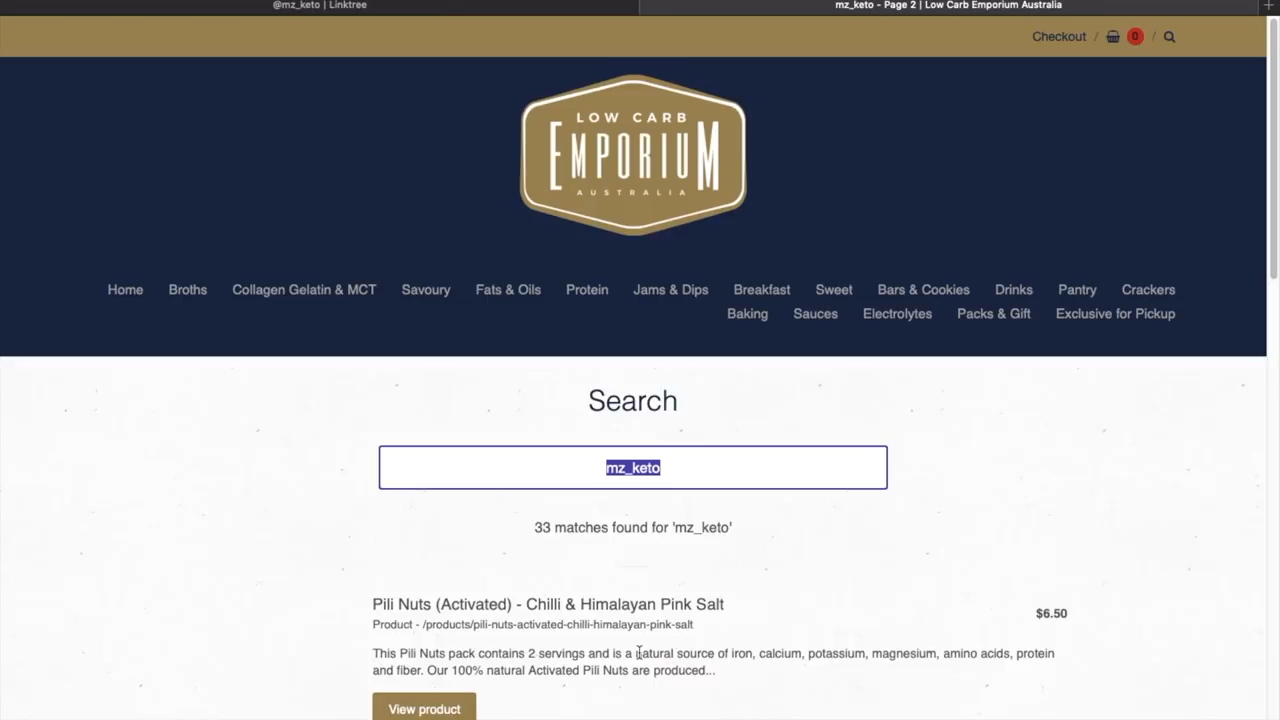 @mz_keto | Linktree
mz_keto - Page 2 | Low Carb Emporium Australia
Checkout / 0 /
LOW CARB
EMPORIUM
AUSTRALIA
Home Broths Collagen Gelatin & MCT Savoury Fats & Oils Protein Jams & Dips Breakfast Sweet Bars & Cookies Drinks Pantry Crackers
Baking Sauces Electrolytes Packs & Gift Exclusive for Pickup
Search
mz_keto
33 matches found for 'mz_keto'
Pili Nuts (Activated) - Chilli & Himalayan Pink Salt
$6.50
Product - /products/pili-nuts-activated-chilli-himalayan-pink-salt
This Pili Nuts pack contains 2 servings and is a natural source of iron, calcium, potassium, magnesium, amino acids, protein
and fiber. Our 100% natural Activated Pili Nuts are produced...
View product